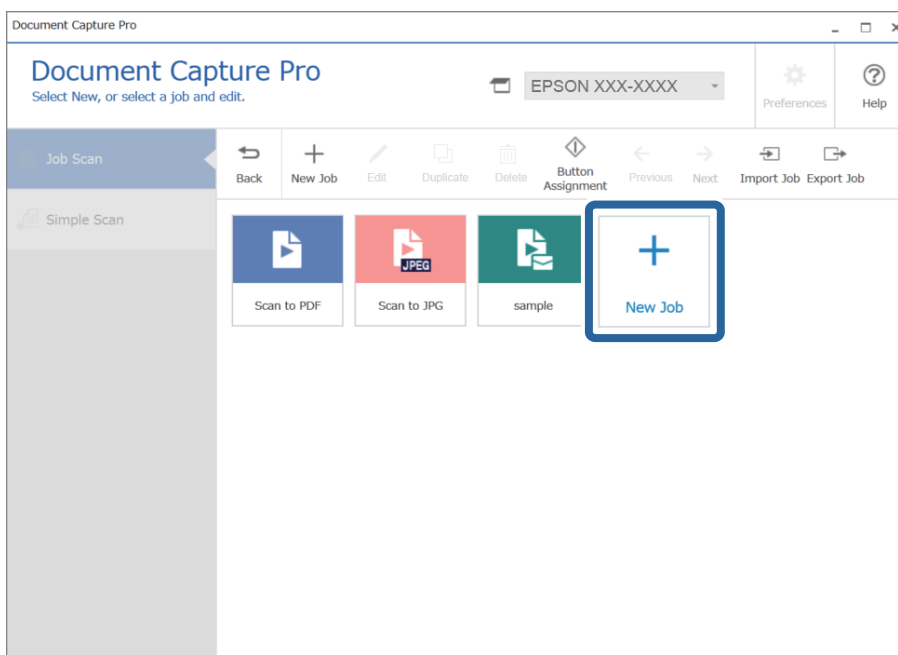 Document Capture Pro
Document Capture Pro
Select New, or select a job and edit.
EPSON XXX-XXXX
Preferences
Help
Job Scan
Simple Scan
Back
New Job
Edit
Duplicate
Delete
Button
Assignment
Previous
Next
Import Job
Export Job
JPEG
Scan to PDF
Scan to JPG
sample
New Job